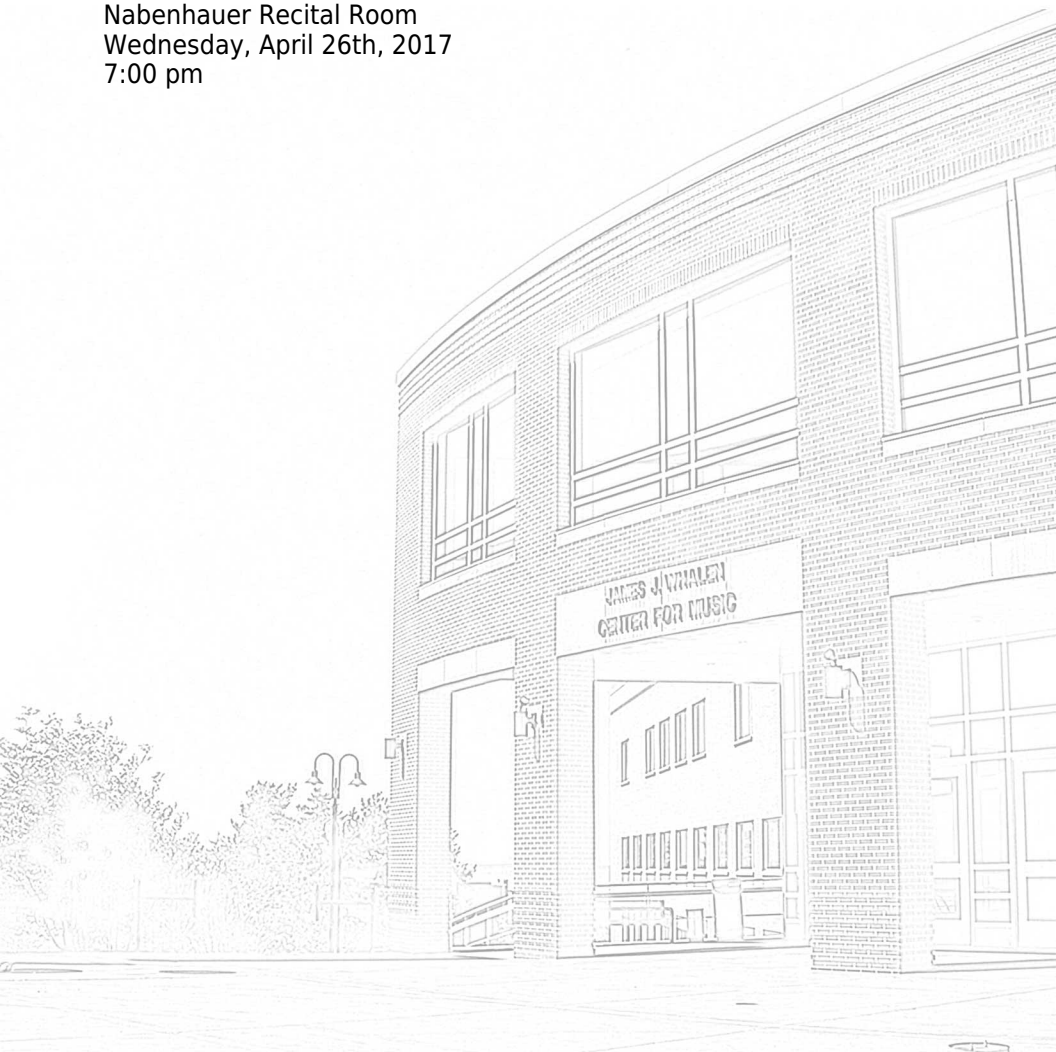 Nabenhauer Recital Room
Wednesday, April 26th, 2017
7:00 pm
JAMES J. WHALEN
CENTER FOR MUSIC